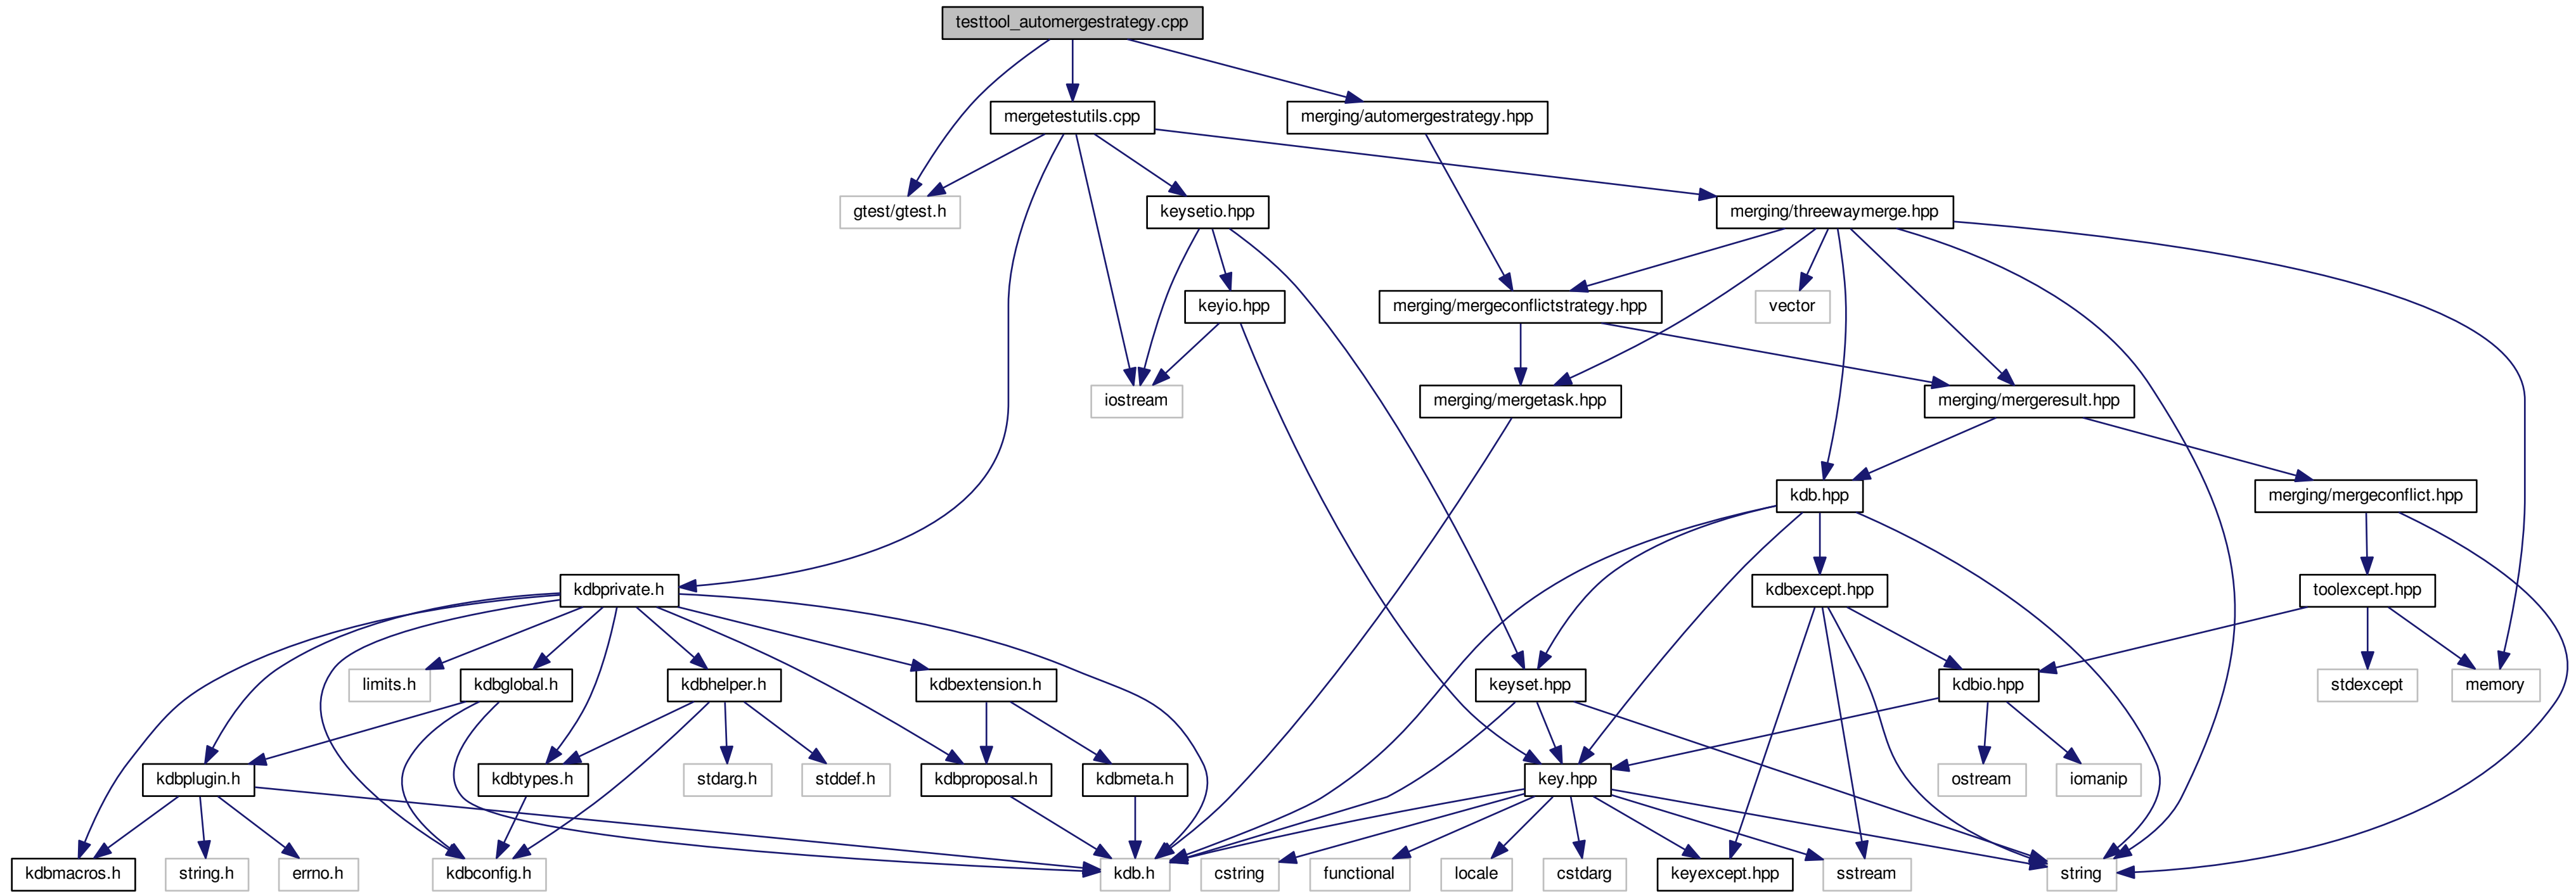 testtool_automergestrategy.cpp
mergetestutils.cpp
merging/automergestrategy.hpp
gtest/gtest.h
keysetio.hpp
merging/threewaymerge.hpp
keyio.hpp
merging/mergeconflictstrategy.hpp
vector
iostream
merging/mergetask.hpp
merging/mergeresult.hpp
kdb.hpp
merging/mergeconflict.hpp
kdbprivate.h
kdbexcept.hpp
toolexcept.hpp
limits.h
kdbglobal.h
kdbhelper.h
kdbextension.h
keyset.hpp
kdbio.hpp
stdexcept
memory
kdbplugin.h
kdbtypes.h
stdarg.h
stddef.h
kdbproposal.h
kdbmeta.h
key.hpp
ostream
iomanip
kdbmacros.h
string.h
errno.h
kdbconfig.h
kdb.h
cstring
functional
locale
cstdarg
keyexcept.hpp
sstream
string